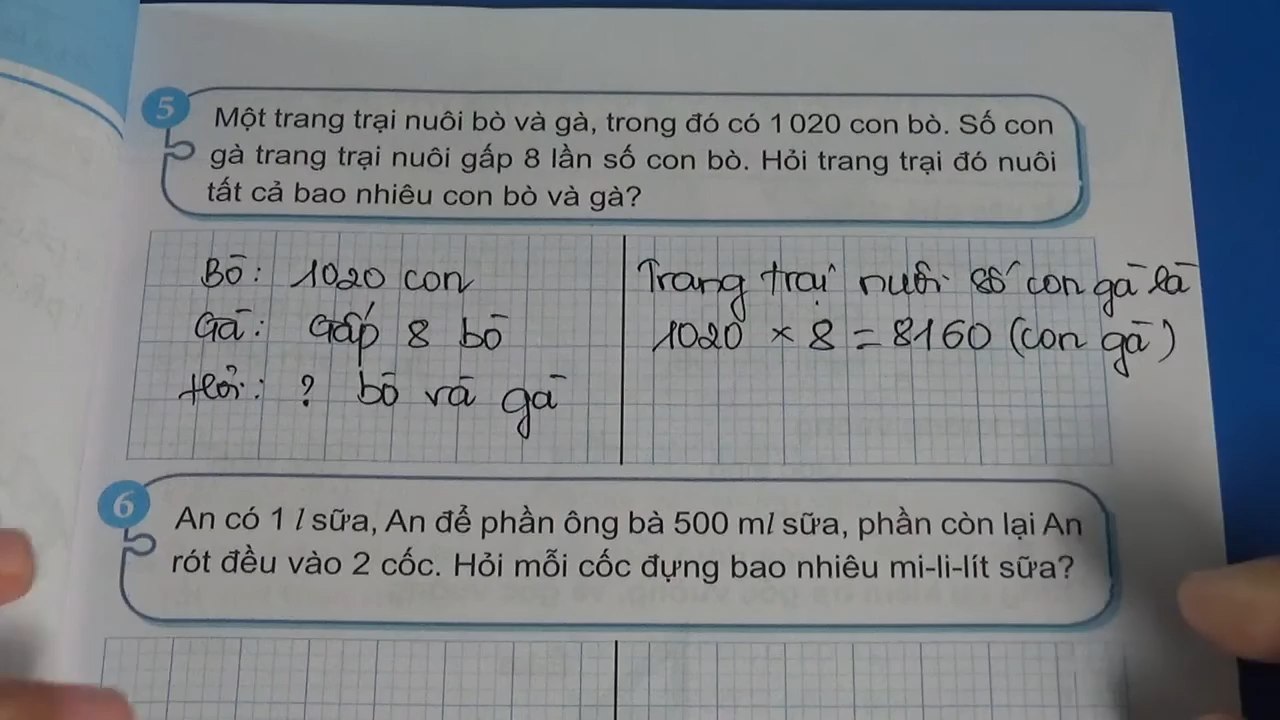 5
Một trang trại nuôi bò và gà, trong đó có 1 020 con bò. Số con
gà trang trại nuôi gấp 8 lần số con bò. Hỏi trang trại đó nuôi
tất cả bao nhiêu con bò và gà?
Bò: 1020 con
Gà: Gấp 8 bò
Hỏi: ? bò và gà
Trang trại nuôi số con gà là
1020 × 8 = 8160 (con gà)
6
An có 1 l sữa, An để phần ông bà 500 ml sữa, phần còn lại An
rót đều vào 2 cốc. Hỏi mỗi cốc đựng bao nhiêu mi-li-lít sữa?